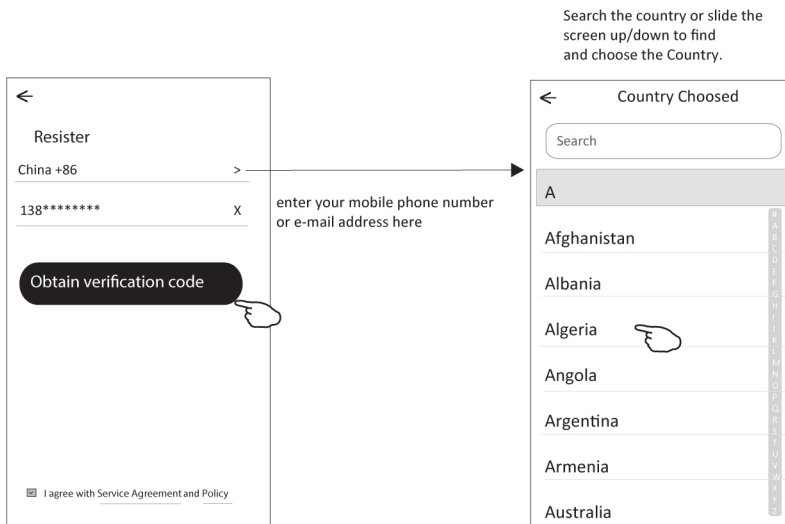 Search the country or slide the
screen up/down to find
and choose the Country.
←
Resister
China +86 >
138******** X
Obtain verification code
I agree with Service Agreement and Policy
enter your mobile phone number
or e-mail address here
← Country Choosed
Search
A
Afghanistan
Albania
Algeria
Angola
Argentina
Armenia
Australia
#
A
B
C
D
E
F
G
H
I
J
K
L
M
N
O
P
Q
R
S
T
U
V
W
X
Y
Z